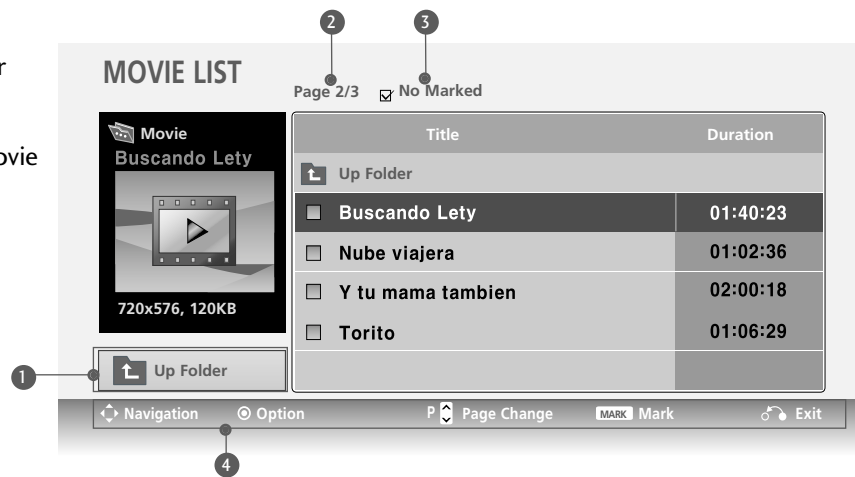 2 3
r
MOVIE LIST
Page 2/3 No Marked
ovie
Movie
Buscando Lety
720x576, 120KB
Title Duration
Up Folder
Buscando Lety 01:40:23
Nube viajera 01:02:36
Y tu mama tambien 02:00:18
Torito 01:06:29
1 Up Folder
Navigation Option P Page Change MARK Mark Exit
4